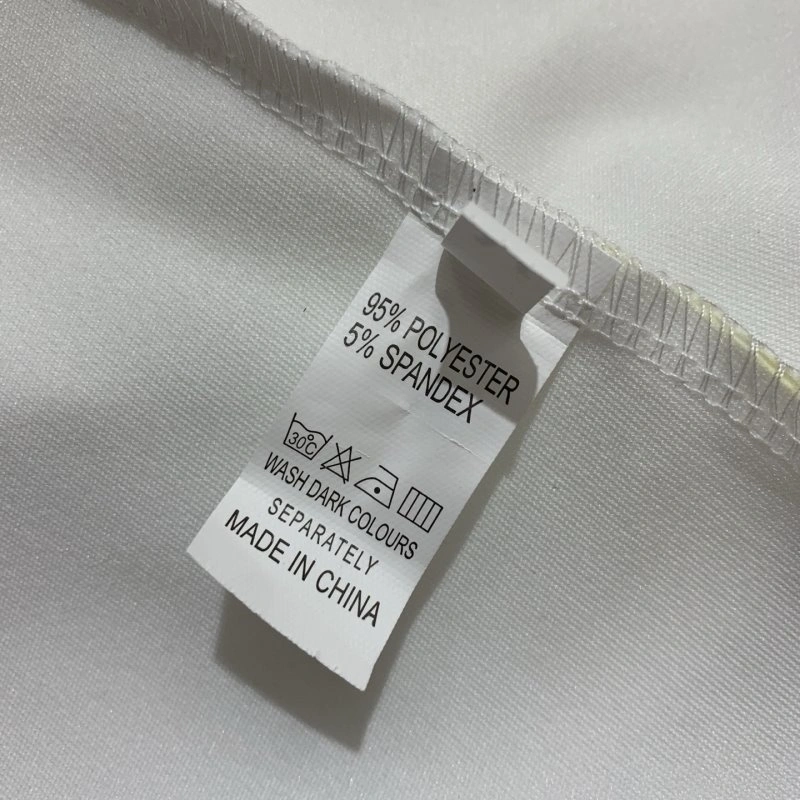 95% POLYESTER
5% SPANDEX
30°C
WASH DARK COLOURS
SEPARATELY
MADE IN CHINA